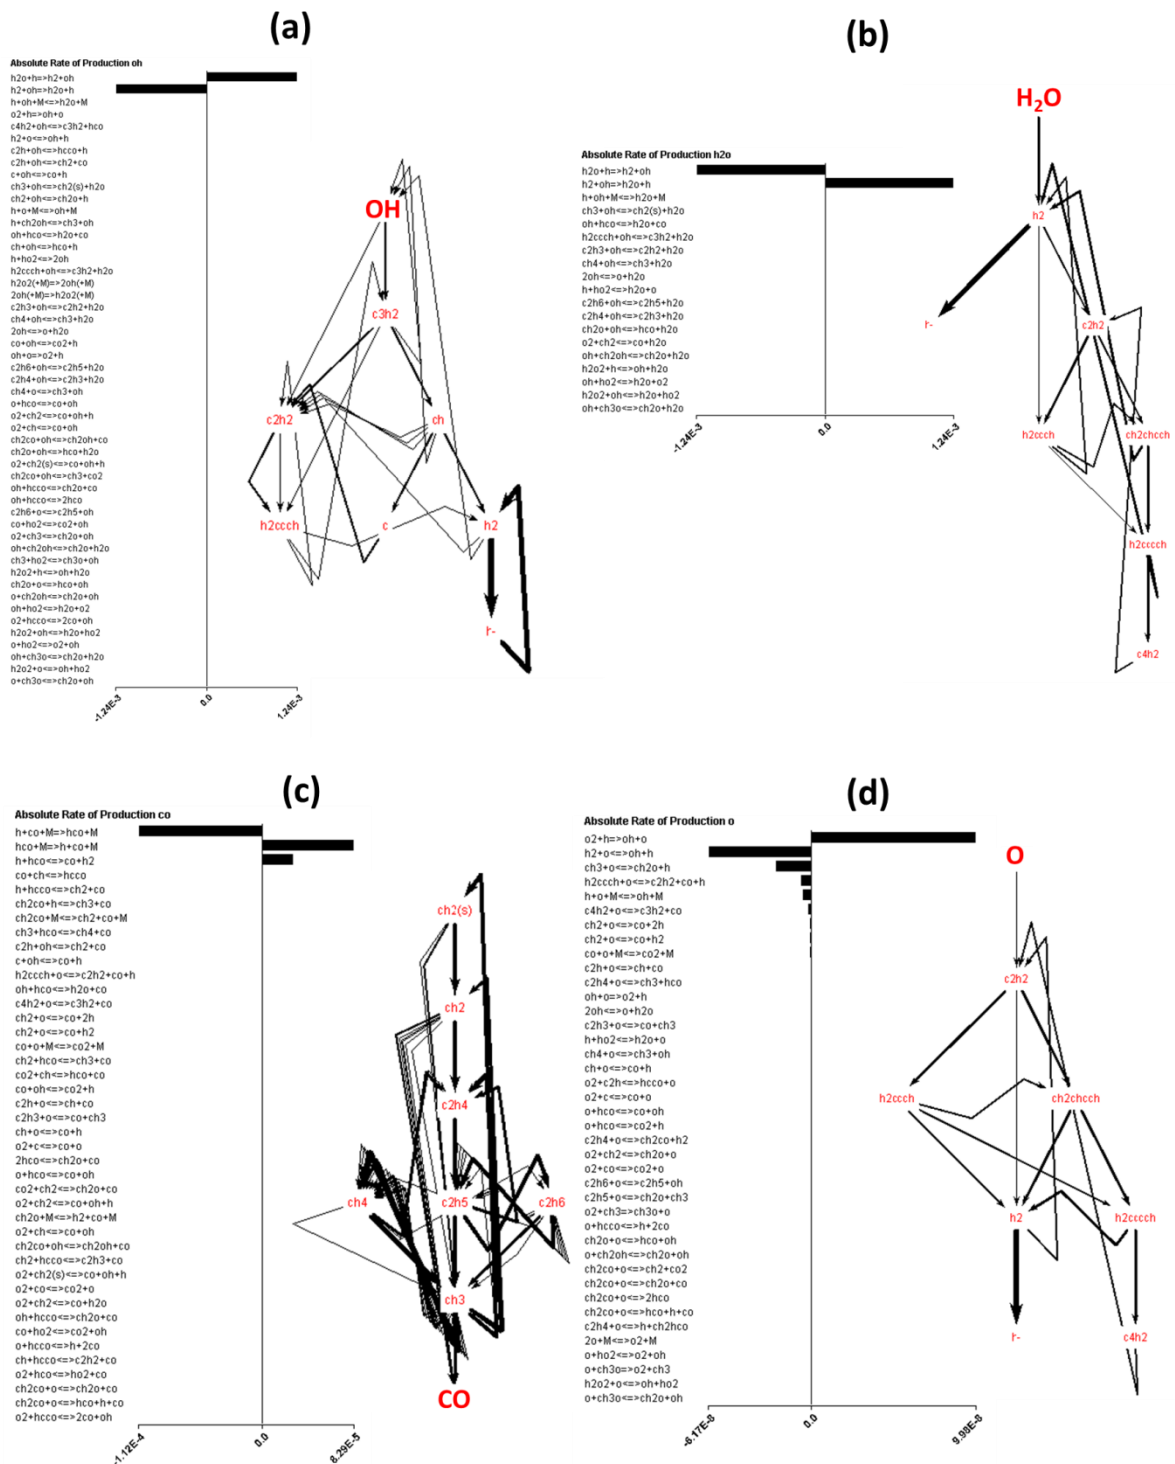 (a)
Absolute Rate of Production oh
h2o+h=>h2+oh
h2+oh=>h2o+h
h+oh+M<=>h2o+M
o2+h=>oh+o
c4h2+oh<=>c3h2+hco
h2+o<=>oh+h
c2h+oh<=>hcco+h
c2h+oh<=>ch2+co
c+oh<=>co+h
ch3+oh<=>ch2(s)+h2o
ch2+oh<=>ch2o+h
h+o+M<=>oh+M
h+ch2oh<=>ch3+oh
oh+hco<=>h2o+co
ch+oh<=>hco+h
h+ho2<=>2oh
h2ccch+oh<=>c3h2+h2o
h2o2(+M)=>2oh(+M)
2oh(+M)=>h2o2(+M)
c2h3+oh<=>c2h2+h2o
ch4+oh<=>ch3+h2o
2oh<=>o+h2o
co+oh<=>co2+h
oh+o=>o2+h
c2h6+oh<=>c2h5+h2o
c2h4+oh<=>c2h3+h2o
ch4+o<=>ch3+oh
o+hco<=>co+oh
o2+ch2<=>co+oh+h
o2+ch<=>co+oh
ch2co+oh<=>ch2oh+co
ch2o+oh<=>hco+h2o
o2+ch2(s)<=>co+oh+h
ch2co+oh<=>ch3+co2
oh+hcco<=>ch2o+co
oh+hcco<=>2hco
c2h6+o<=>c2h5+oh
co+ho2<=>co2+oh
o2+ch3<=>ch2o+oh
oh+ch2oh<=>ch2o+h2o
ch3+ho2<=>ch3o+oh
h2o2+h<=>oh+h2o
ch2o+o<=>hco+oh
o+ch2oh<=>ch2o+oh
oh+ho2<=>h2o+o2
o2+hcco<=>2co+oh
h2o2+oh<=>h2o+ho2
o+ho2<=>o2+oh
oh+ch3o<=>ch2o+h2o
h2o2+o<=>oh+ho2
o+ch3o<=>ch2o+oh
-1.24E-3
0.0
1.24E-3
OH
c3h2
c2h2
ch
h2ccch
c
h2
(b)
Absolute Rate of Production h2o
h2o+h=>h2+oh
h2+oh=>h2o+h
h+oh+M<=>h2o+M
ch3+oh<=>ch2(s)+h2o
oh+hco<=>h2o+co
h2ccch+oh<=>c3h2+h2o
c2h3+oh<=>c2h2+h2o
ch4+oh<=>ch3+h2o
2oh<=>o+h2o
h+ho2<=>h2o+o
c2h6+oh<=>c2h5+h2o
c2h4+oh<=>c2h3+h2o
ch2o+oh<=>hco+h2o
o2+ch2<=>co+h2o
oh+ch2oh<=>ch2o+h2o
h2o2+h<=>oh+h2o
oh+ho2<=>h2o+o2
h2o2+oh<=>h2o+ho2
oh+ch3o<=>ch2o+h2o
-1.24E-3
0.0
1.24E-3
H₂O
h2
c2h2
h2ccch
ch2chcch
h2cccch
c4h2
(c)
Absolute Rate of Production co
h+co+M=>hco+M
hco+M=>h+co+M
h+hco<=>co+h2
co+ch<=>hcco
h+hcco<=>ch2+co
ch2co+h<=>ch3+co
ch2co+M<=>ch2+co+M
ch3+hco<=>ch4+co
c2h+oh<=>ch2+co
c+oh<=>co+h
h2ccch+o<=>c2h2+co+h
oh+hco<=>h2o+co
c4h2+o<=>c3h2+co
ch2+o<=>co+2h
ch2+o<=>co+h2
co+o+M<=>co2+M
ch2+hco<=>ch3+co
co2+ch<=>hco+co
co+oh<=>co2+h
c2h+o<=>ch+co
c2h3+o<=>co+ch3
ch+o<=>co+h
o2+c<=>co+o
2hco<=>ch2o+co
o+hco<=>co+oh
co2+ch2<=>ch2o+co
o2+ch2<=>co+oh+h
ch2o+M<=>h2+co+M
o2+ch<=>co+oh
ch2co+oh<=>ch2oh+co
ch2+hcco<=>c2h3+co
o2+ch2(s)<=>co+oh+h
o2+co<=>co2+o
o2+ch2<=>co+h2o
oh+hcco<=>ch2o+co
co+ho2<=>co2+oh
o+hcco<=>h+2co
ch+hcco<=>c2h2+co
o2+hco<=>ho2+co
ch2co+o<=>ch2o+co
ch2co+o<=>hco+h+co
o2+hcco<=>2co+oh
-1.12E-4
0.0
8.29E-5
ch2(s)
ch2
c2h4
ch4
c2h5
c2h6
ch3
CO
(d)
Absolute Rate of Production o
o2+h=>oh+o
h2+o<=>oh+h
ch3+o<=>ch2o+h
h2ccch+o<=>c2h2+co+h
h+o+M<=>oh+M
c4h2+o<=>c3h2+co
ch2+o<=>co+2h
ch2+o<=>co+h2
co+o+M<=>co2+M
c2h+o<=>ch+co
c2h4+o<=>ch3+hco
oh+o=>o2+h
2oh<=>o+h2o
c2h3+o<=>co+ch3
h+ho2<=>h2o+o
ch4+o<=>ch3+oh
ch+o<=>co+h
o2+c2h<=>hcco+o
o2+c<=>co+o
o+hco<=>co+oh
o+hco<=>co2+h
c2h4+o<=>ch2co+h2
o2+ch2<=>ch2o+o
o2+co<=>co2+o
c2h6+o<=>c2h5+oh
c2h5+o<=>ch2o+ch3
o2+ch3<=>ch3o+o
o+hcco<=>h+2co
ch2o+o<=>hco+oh
o+ch2oh<=>ch2o+oh
ch2co+o<=>ch2+co2
ch2co+o<=>ch2o+co
ch2co+o<=>2hco
ch2co+o<=>hco+h+co
c2h4+o<=>h+ch2hco
2o+M<=>o2+M
o+ho2<=>o2+oh
o+ch3o<=>o2+ch3
h2o2+o<=>oh+ho2
o+ch3o<=>ch2o+oh
-6.17E-8
0.0
9.98E-8
O
c2h2
h2ccch
ch2chcch
h2
h2cccch
c4h2